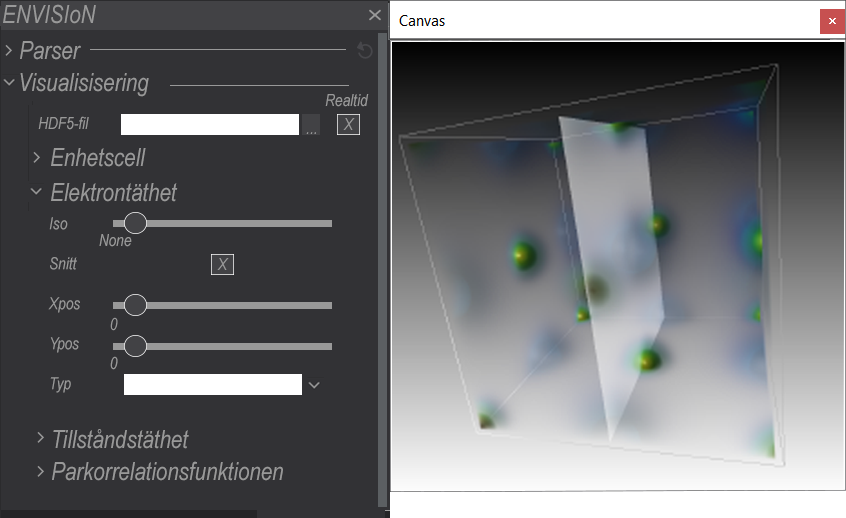 ENVISIoN
Canvas
Parser
Visualisisering
Realtid
HDF5-fil
...
X
Enhetscell
Elektrontäthet
Iso
None
Snitt
X
Xpos
0
Ypos
0
Typ
Tillståndstäthet
Parkorrelationsfunktionen